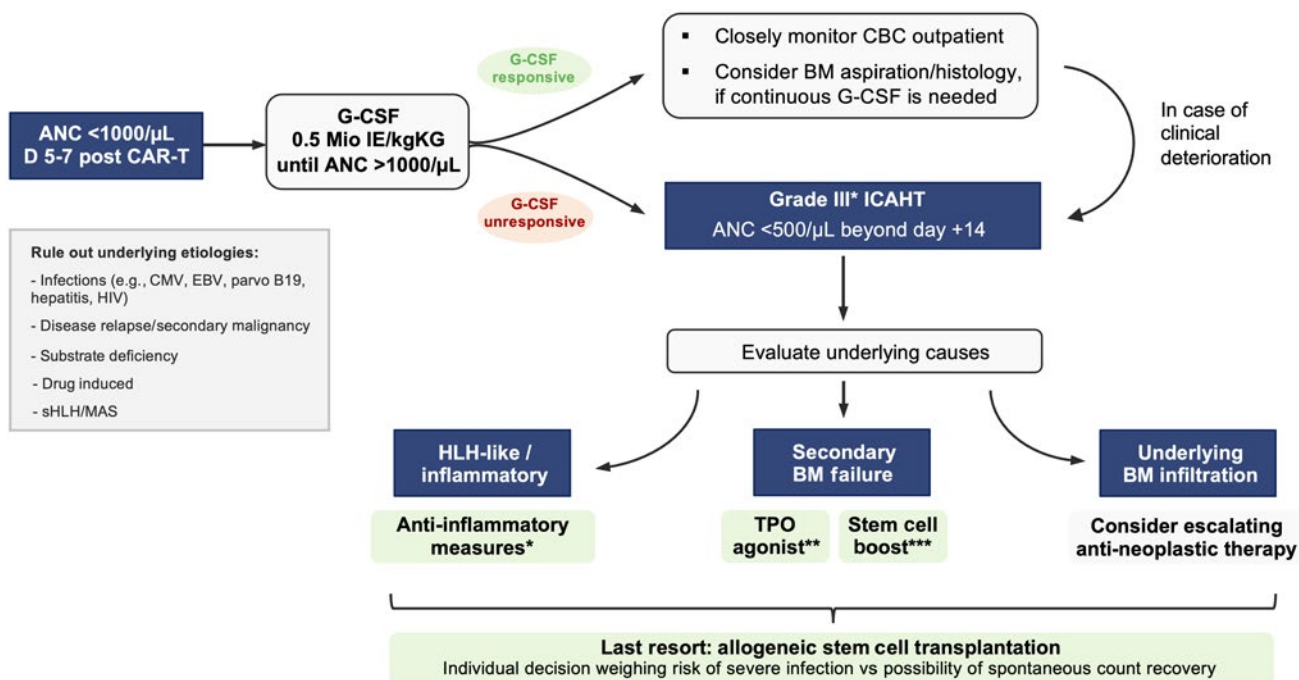 ANC <1000/µL
D 5-7 post CAR-T
G-CSF
0.5 Mio IE/kgKG
until ANC >1000/µL
G-CSF
responsive
▪ Closely monitor CBC outpatient
▪ Consider BM aspiration/histology,
if continuous G-CSF is needed
In case of
clinical
deterioration
G-CSF
unresponsive
Grade III* ICAHT
ANC <500/µL beyond day +14
Rule out underlying etiologies:
- Infections (e.g., CMV, EBV, parvo B19,
hepatitis, HIV)
- Disease relapse/secondary malignancy
- Substrate deficiency
- Drug induced
- sHLH/MAS
Evaluate underlying causes
HLH-like /
inflammatory
Anti-inflammatory
measures*
Secondary
BM failure
TPO
agonist**
Stem cell
boost***
Underlying
BM infiltration
Consider escalating
anti-neoplastic therapy
Last resort: allogeneic stem cell transplantation
Individual decision weighing risk of severe infection vs possibility of spontaneous count recovery